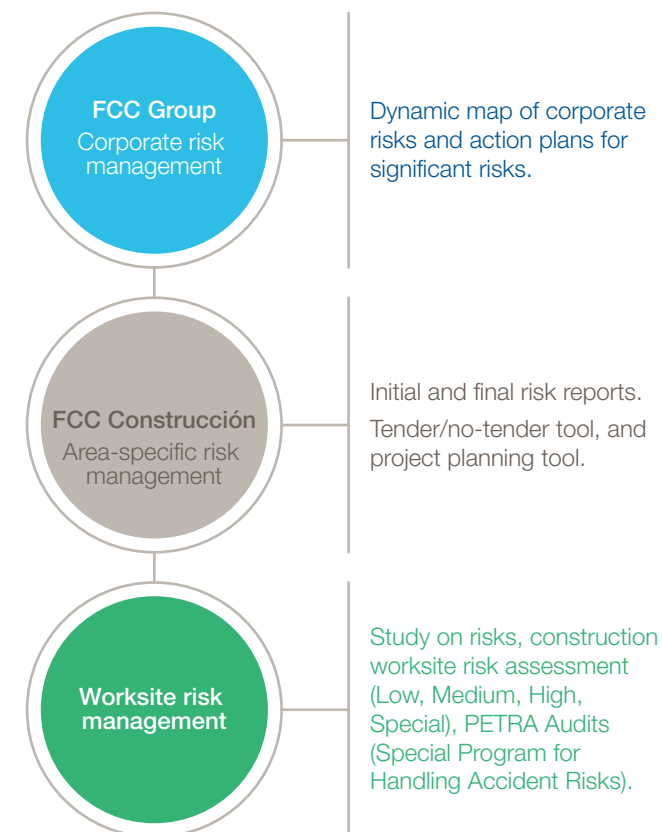 FCC Group
Corporate risk
management
Dynamic map of corporate
risks and action plans for
significant risks.
FCC Construcción
Area-specific risk
management
Initial and final risk reports.
Tender/no-tender tool, and
project planning tool.
Worksite risk
management
Study on risks, construction
worksite risk assessment
(Low, Medium, High,
Special), PETRA Audits
(Special Program for
Handling Accident Risks).